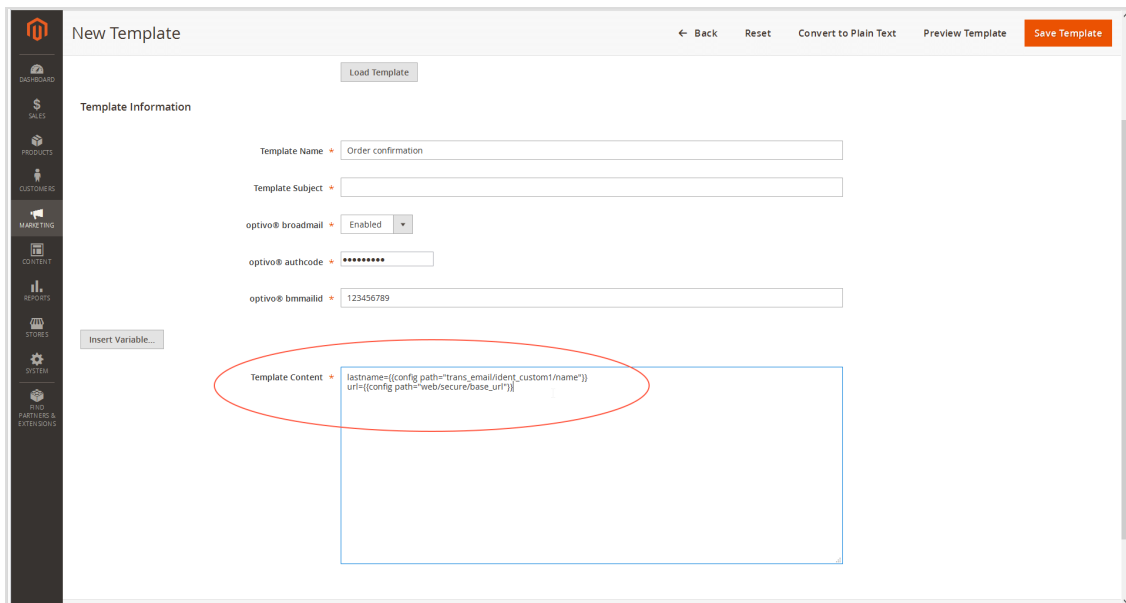 New Template
← Back Reset Convert to Plain Text Preview Template Save Template
DASHBOARD
SALES
PRODUCTS
CUSTOMERS
MARKETING
CONTENT
REPORTS
STORES
SYSTEM
FIND
PARTNERS &
EXTENSIONS
Load Template
Template Information
Template Name * Order confirmation
Template Subject *
optivo® broadmail * Enabled
optivo® authcode * •••••••••
optivo® bmmailid * 123456789
Insert Variable...
Template Content * lastname={{config path="trans_email/ident_custom1/name"}}
url={{config path="web/secure/base_url"}}